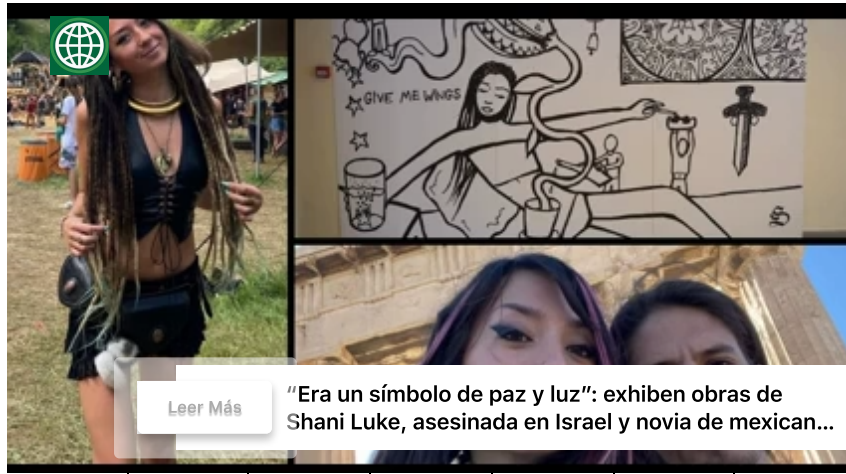 GIVE ME WINGS
Leer Más
“Era un símbolo de paz y luz”: exhiben obras de
Shani Luke, asesinada en Israel y novia de mexican...